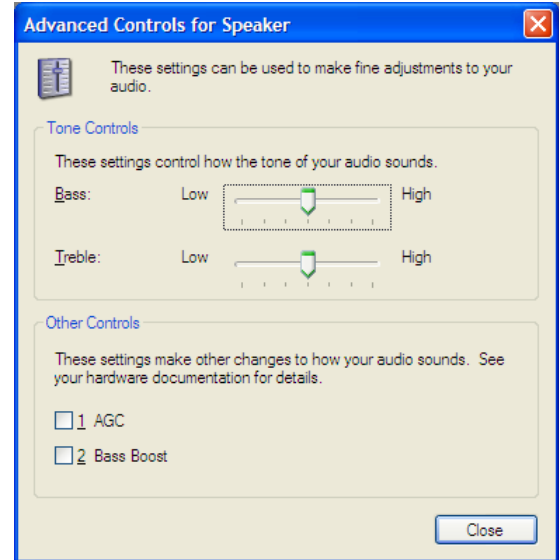 Advanced Controls for Speaker
These settings can be used to make fine adjustments to your
audio.
Tone Controls
These settings control how the tone of your audio sounds.
Bass: Low High
Treble: Low High
Other Controls
These settings make other changes to how your audio sounds. See
your hardware documentation for details.
1 AGC
2 Bass Boost
Close